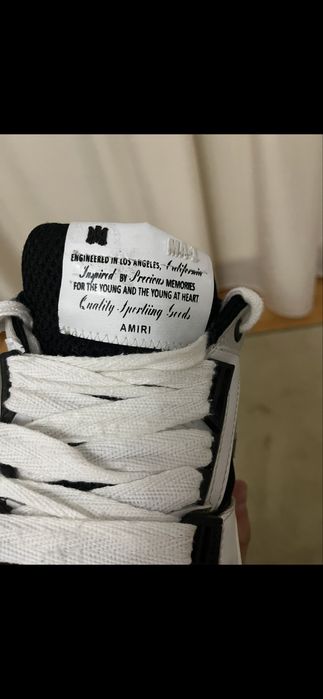 ENGINEERED IN LOS ANGELES, California
Inspired BY Precious MEMORIES
FOR THE YOUNG AND THE YOUNG AT HEART
Quality Sporting Goods
AMIRI